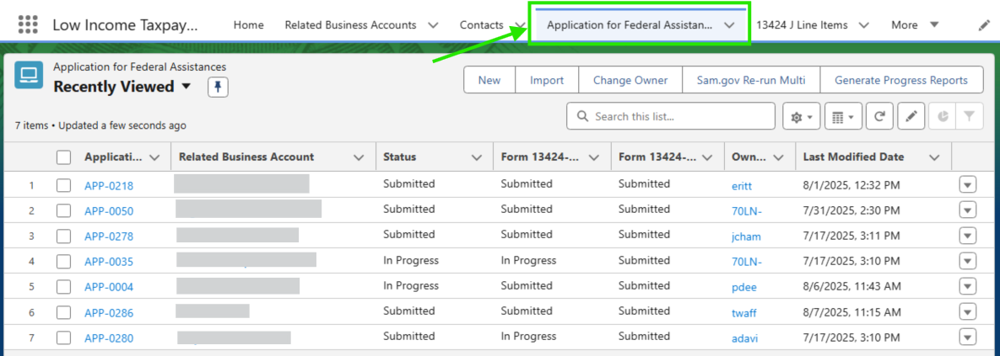 Low Income Taxpay... Home Related Business Accounts Contacts Application for Federal Assistan... 13424 J Line Items More
Application for Federal Assistances
Recently Viewed
New Import Change Owner Sam.gov Re-run Multi Generate Progress Reports
7 items • Updated a few seconds ago
Search this list...
Applicati... Related Business Account Status Form 13424-... Form 13424-... Own... Last Modified Date
1 APP-0218 Submitted Submitted Submitted eritt 8/1/2025, 12:32 PM
2 APP-0050 Submitted Submitted Submitted 70LN- 7/31/2025, 2:30 PM
3 APP-0278 Submitted Submitted Submitted jcham 7/17/2025, 3:11 PM
4 APP-0035 In Progress In Progress Submitted 70LN- 7/17/2025, 3:10 PM
5 APP-0004 In Progress Submitted Submitted pdee 8/6/2025, 11:43 AM
6 APP-0286 Submitted Submitted Submitted twaff 8/7/2025, 11:15 AM
7 APP-0280 Submitted In Progress Submitted adavi 7/17/2025, 3:10 PM